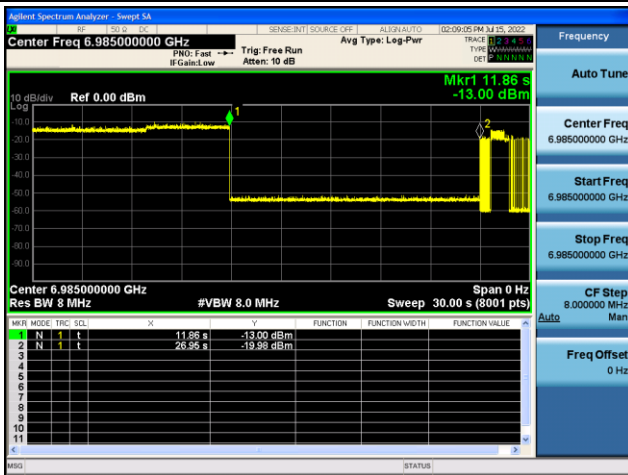 Agilent Spectrum Analyzer - Swept SA
RF 50 Ω DC SENSE:INT SOURCE OFF ALIGN AUTO 02:09:05 PM Jul 15, 2022
Center Freq 6.985000000 GHz
PNO: Fast
IFGain:Low
Trig: Free Run
Atten: 10 dB
Avg Type: Log-Pwr
TRACE 1 2 3 4 5 6
TYPE
DET P N N N N N
Mkr1 11.86 s
-13.00 dBm
10 dB/div Ref 0.00 dBm
Log
-10.0
-20.0
-30.0
-40.0
-50.0
-60.0
-70.0
-80.0
-90.0
1
2
Center 6.985000000 GHz Span 0 Hz
Res BW 8 MHz #VBW 8.0 MHz Sweep 30.00 s (8001 pts)
MKR MODE TRC SCL X Y FUNCTION FUNCTION WIDTH FUNCTION VALUE
1 N 1 t 11.86 s -13.00 dBm
2 N 1 t 26.95 s -19.98 dBm
3
4
5
6
7
8
9
10
11
MSG STATUS
Frequency
Auto Tune
Center Freq
6.985000000 GHz
Start Freq
6.985000000 GHz
Stop Freq
6.985000000 GHz
CF Step
8.000000 MHz
Auto Man
Freq Offset
0 Hz